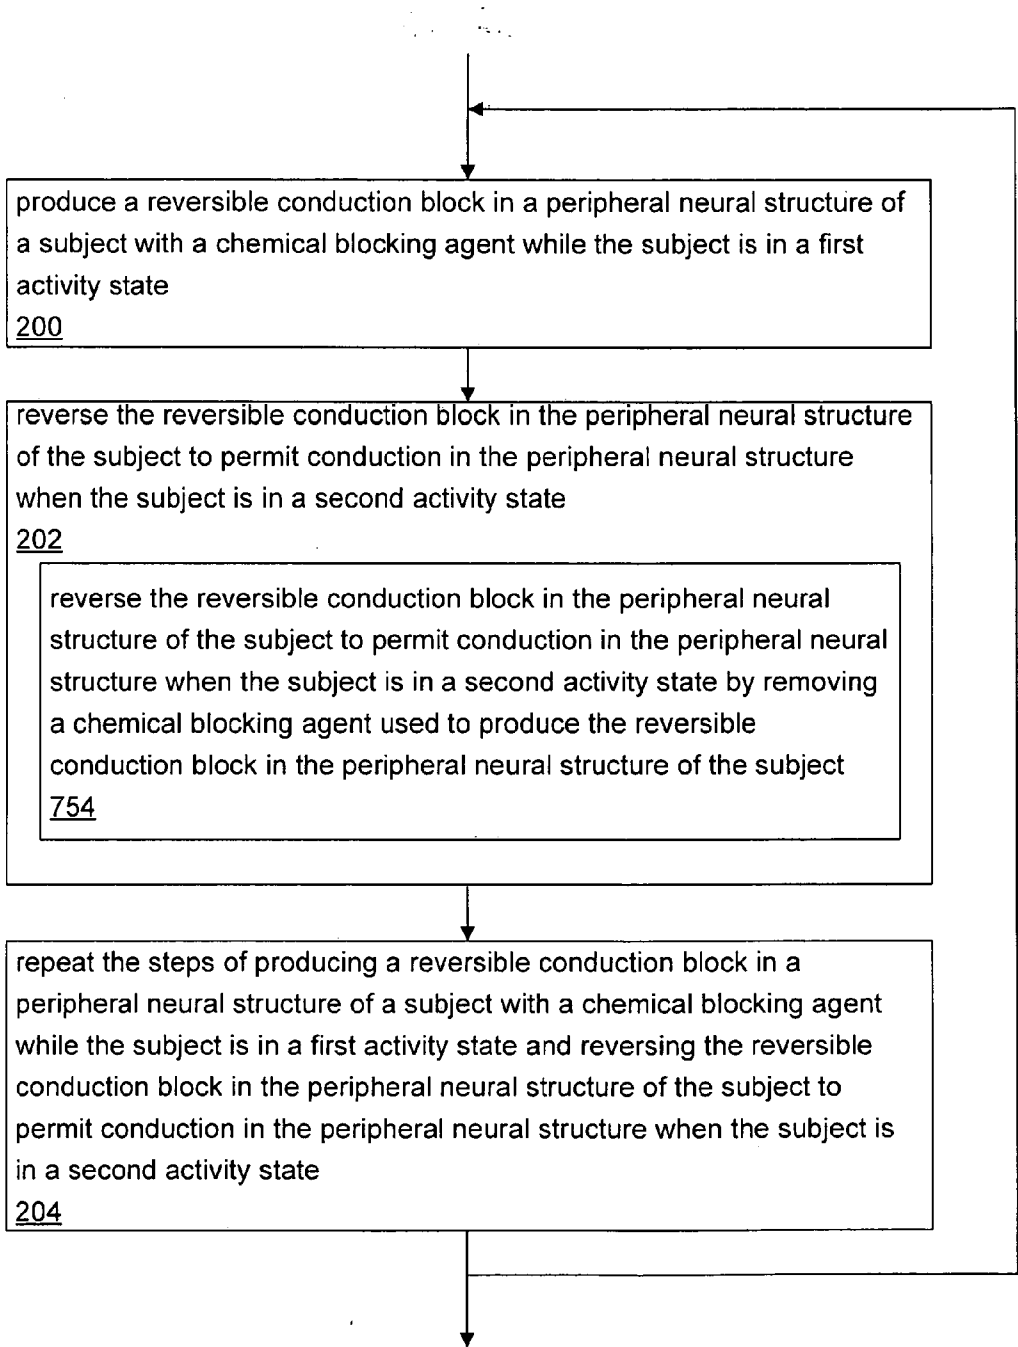 produce a reversible conduction block in a peripheral neural structure of
a subject with a chemical blocking agent while the subject is in a first
activity state
200
reverse the reversible conduction block in the peripheral neural structure
of the subject to permit conduction in the peripheral neural structure
when the subject is in a second activity state
202
reverse the reversible conduction block in the peripheral neural
structure of the subject to permit conduction in the peripheral neural
structure when the subject is in a second activity state by removing
a chemical blocking agent used to produce the reversible
conduction block in the peripheral neural structure of the subject
754
repeat the steps of producing a reversible conduction block in a
peripheral neural structure of a subject with a chemical blocking agent
while the subject is in a first activity state and reversing the reversible
conduction block in the peripheral neural structure of the subject to
permit conduction in the peripheral neural structure when the subject is
in a second activity state
204